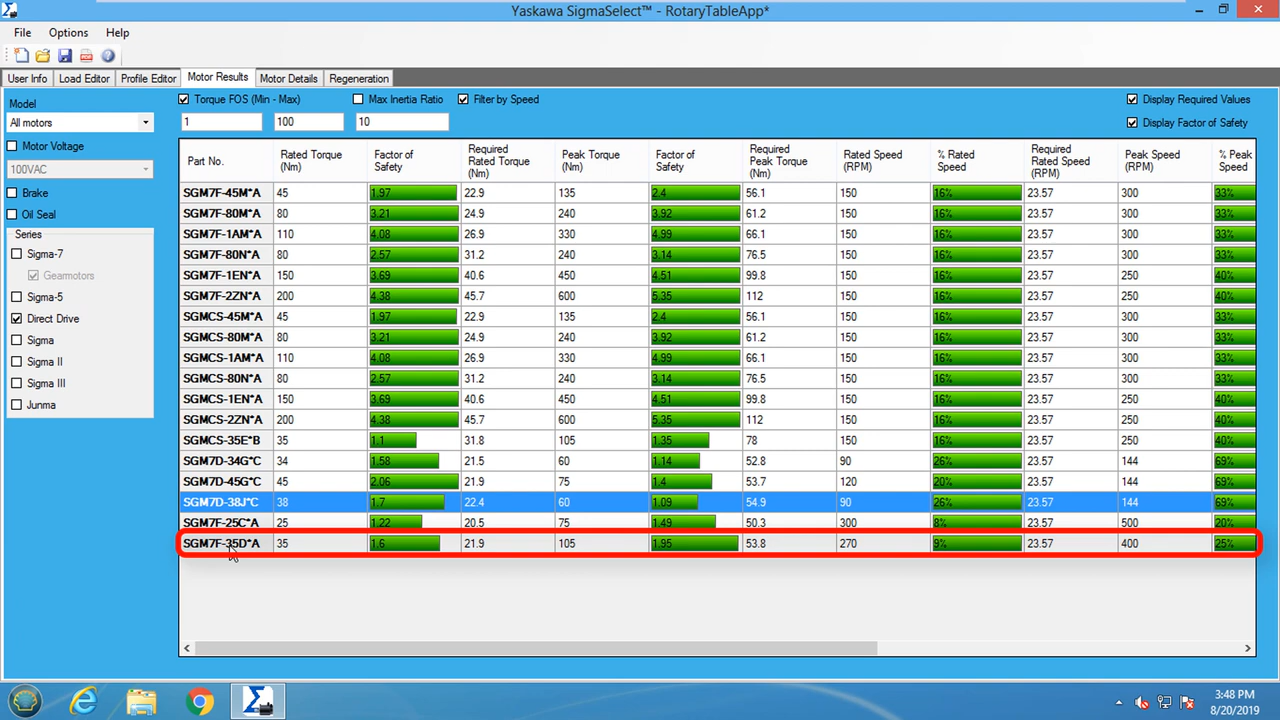 Yaskawa SigmaSelect™ - RotaryTableApp*
File Options Help
User Info Load Editor Profile Editor Motor Results Motor Details Regeneration
Model
All motors
Motor Voltage
100VAC
Brake
Oil Seal
Series
Sigma-7
Gearmotors
Sigma-5
Direct Drive
Sigma
Sigma II
Sigma III
Junma
Torque FOS (Min - Max) Max Inertia Ratio Filter by Speed
1 100 10
Display Required Values
Display Factor of Safety
Part No. Rated Torque (Nm) Factor of Safety Required Rated Torque (Nm) Peak Torque (Nm) Factor of Safety Required Peak Torque (Nm) Rated Speed (RPM) % Rated Speed Required Rated Speed (RPM) Peak Speed (RPM) % Peak Speed
SGM7F-45M*A 45 1.97 22.9 135 2.4 56.1 150 16% 23.57 300 33%
SGM7F-80M*A 80 3.21 24.9 240 3.92 61.2 150 16% 23.57 300 33%
SGM7F-1AM*A 110 4.08 26.9 330 4.99 66.1 150 16% 23.57 300 33%
SGM7F-80N*A 80 2.57 31.2 240 3.14 76.5 150 16% 23.57 300 33%
SGM7F-1EN*A 150 3.69 40.6 450 4.51 99.8 150 16% 23.57 250 40%
SGM7F-2ZN*A 200 4.38 45.7 600 5.35 112 150 16% 23.57 250 40%
SGMCS-45M*A 45 1.97 22.9 135 2.4 56.1 150 16% 23.57 300 33%
SGMCS-80M*A 80 3.21 24.9 240 3.92 61.2 150 16% 23.57 300 33%
SGMCS-1AM*A 110 4.08 26.9 330 4.99 66.1 150 16% 23.57 300 33%
SGMCS-80N*A 80 2.57 31.2 240 3.14 76.5 150 16% 23.57 300 33%
SGMCS-1EN*A 150 3.69 40.6 450 4.51 99.8 150 16% 23.57 250 40%
SGMCS-2ZN*A 200 4.38 45.7 600 5.35 112 150 16% 23.57 250 40%
SGMCS-35E*B 35 1.1 31.8 105 1.35 78 150 16% 23.57 250 40%
SGM7D-34G*C 34 1.58 21.5 60 1.14 52.8 90 26% 23.57 144 69%
SGM7D-45G*C 45 2.06 21.9 75 1.4 53.7 120 20% 23.57 144 69%
SGM7D-38J*C 38 1.7 22.4 60 1.09 54.9 90 26% 23.57 144 69%
SGM7F-25C*A 25 1.22 20.5 75 1.49 50.3 300 8% 23.57 500 20%
SGM7F-35D*A 35 1.6 21.9 105 1.95 53.8 270 9% 23.57 400 25%
3:48 PM
8/20/2019